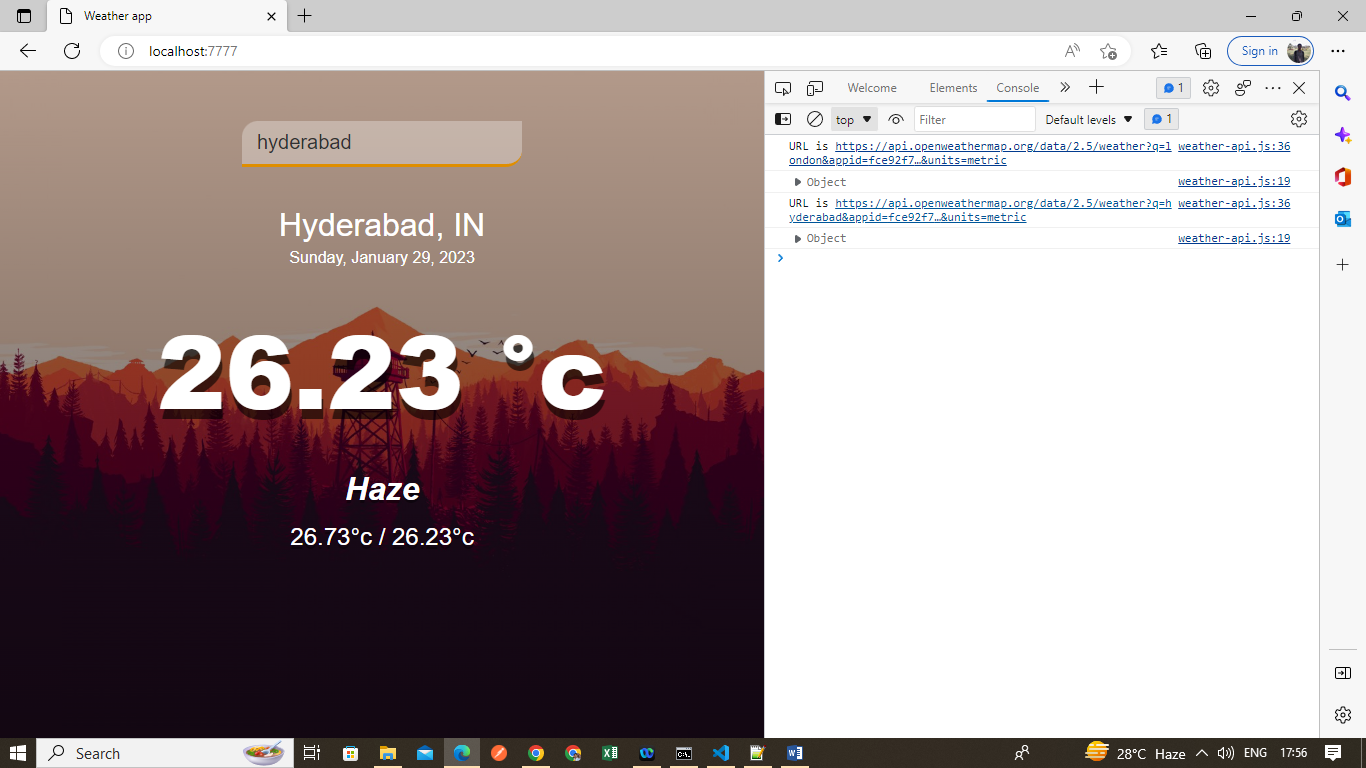 Weather app
localhost:7777
Sign in
hyderabad
Hyderabad, IN
Sunday, January 29, 2023
26.23 °c
Haze
26.73°c / 26.23°c
Welcome
Elements
Console
1
top
Filter
Default levels
1
URL is https://api.openweathermap.org/data/2.5/weather?q=l weather-api.js:36
ondon&appid=fce92f7…&units=metric
Object weather-api.js:19
URL is https://api.openweathermap.org/data/2.5/weather?q=h weather-api.js:36
yderabad&appid=fce92f7…&units=metric
Object weather-api.js:19
Search
28°C Haze
ENG
17:56